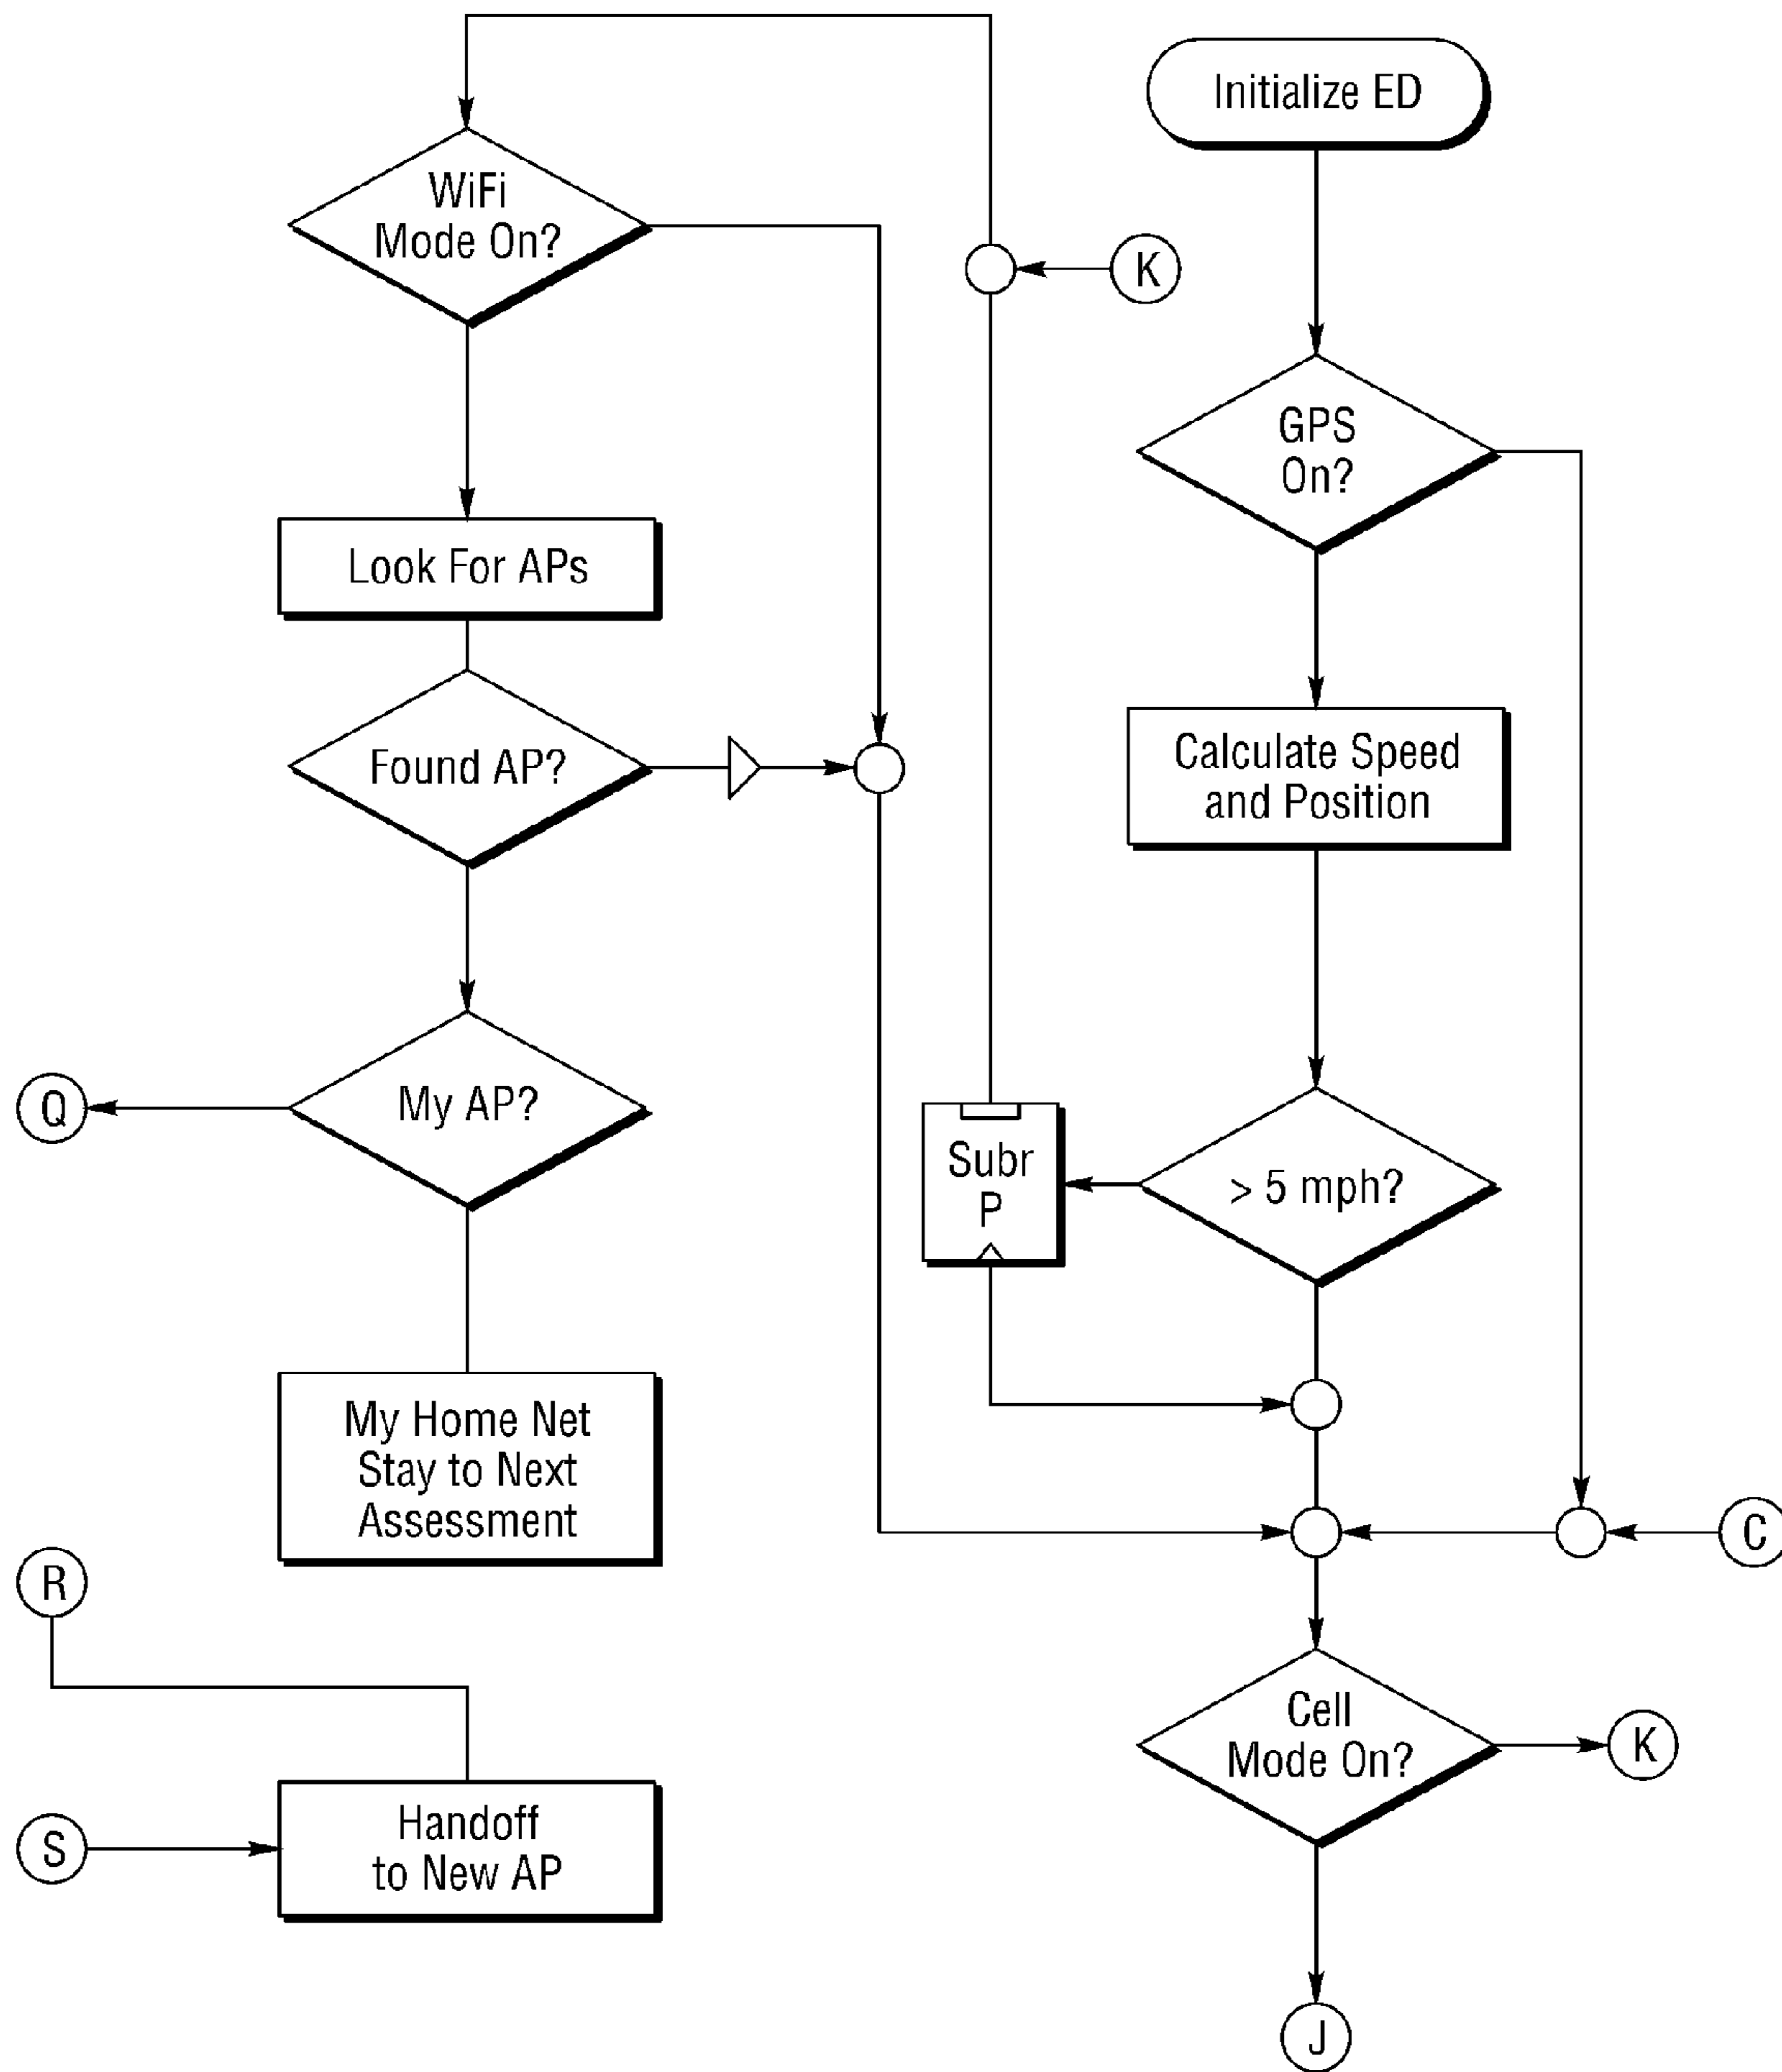 Initialize ED
WiFi
Mode On?
K
GPS
On?
Look For APs
Found AP?
Calculate Speed
and Position
My AP?
Q
Subr
P
> 5 mph?
My Home Net
Stay to Next
Assessment
C
R
Cell
Mode On?
K
Handoff
to New AP
S
J